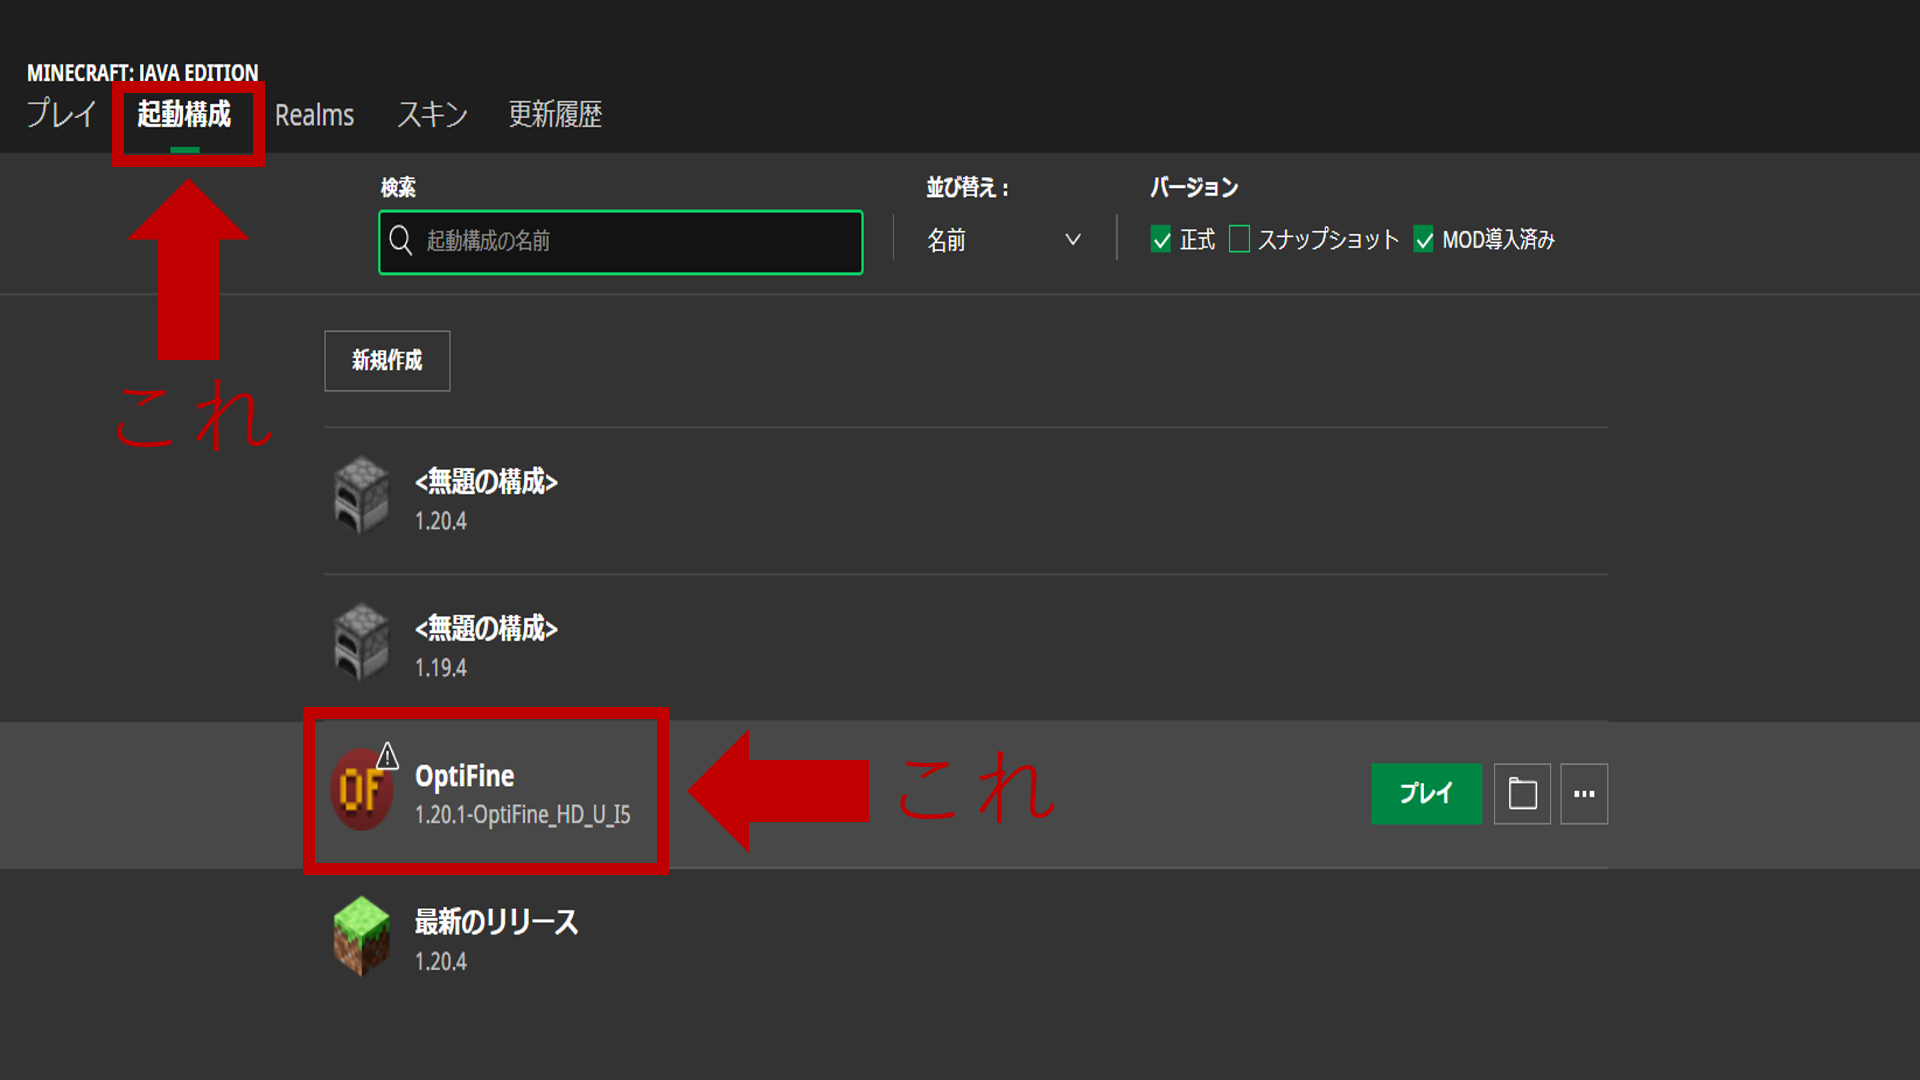 MINECRAFT: JAVA EDITION
プレイ 起動構成 Realms スキン 更新履歴
これ
検索
起動構成の名前
並び替え：
名前
バージョン
正式 スナップショット MOD導入済み
新規作成
<無題の構成>
1.20.4
<無題の構成>
1.19.4
OF
OptiFine
1.20.1-OptiFine_HD_U_I5
これ
プレイ
最新のリリース
1.20.4